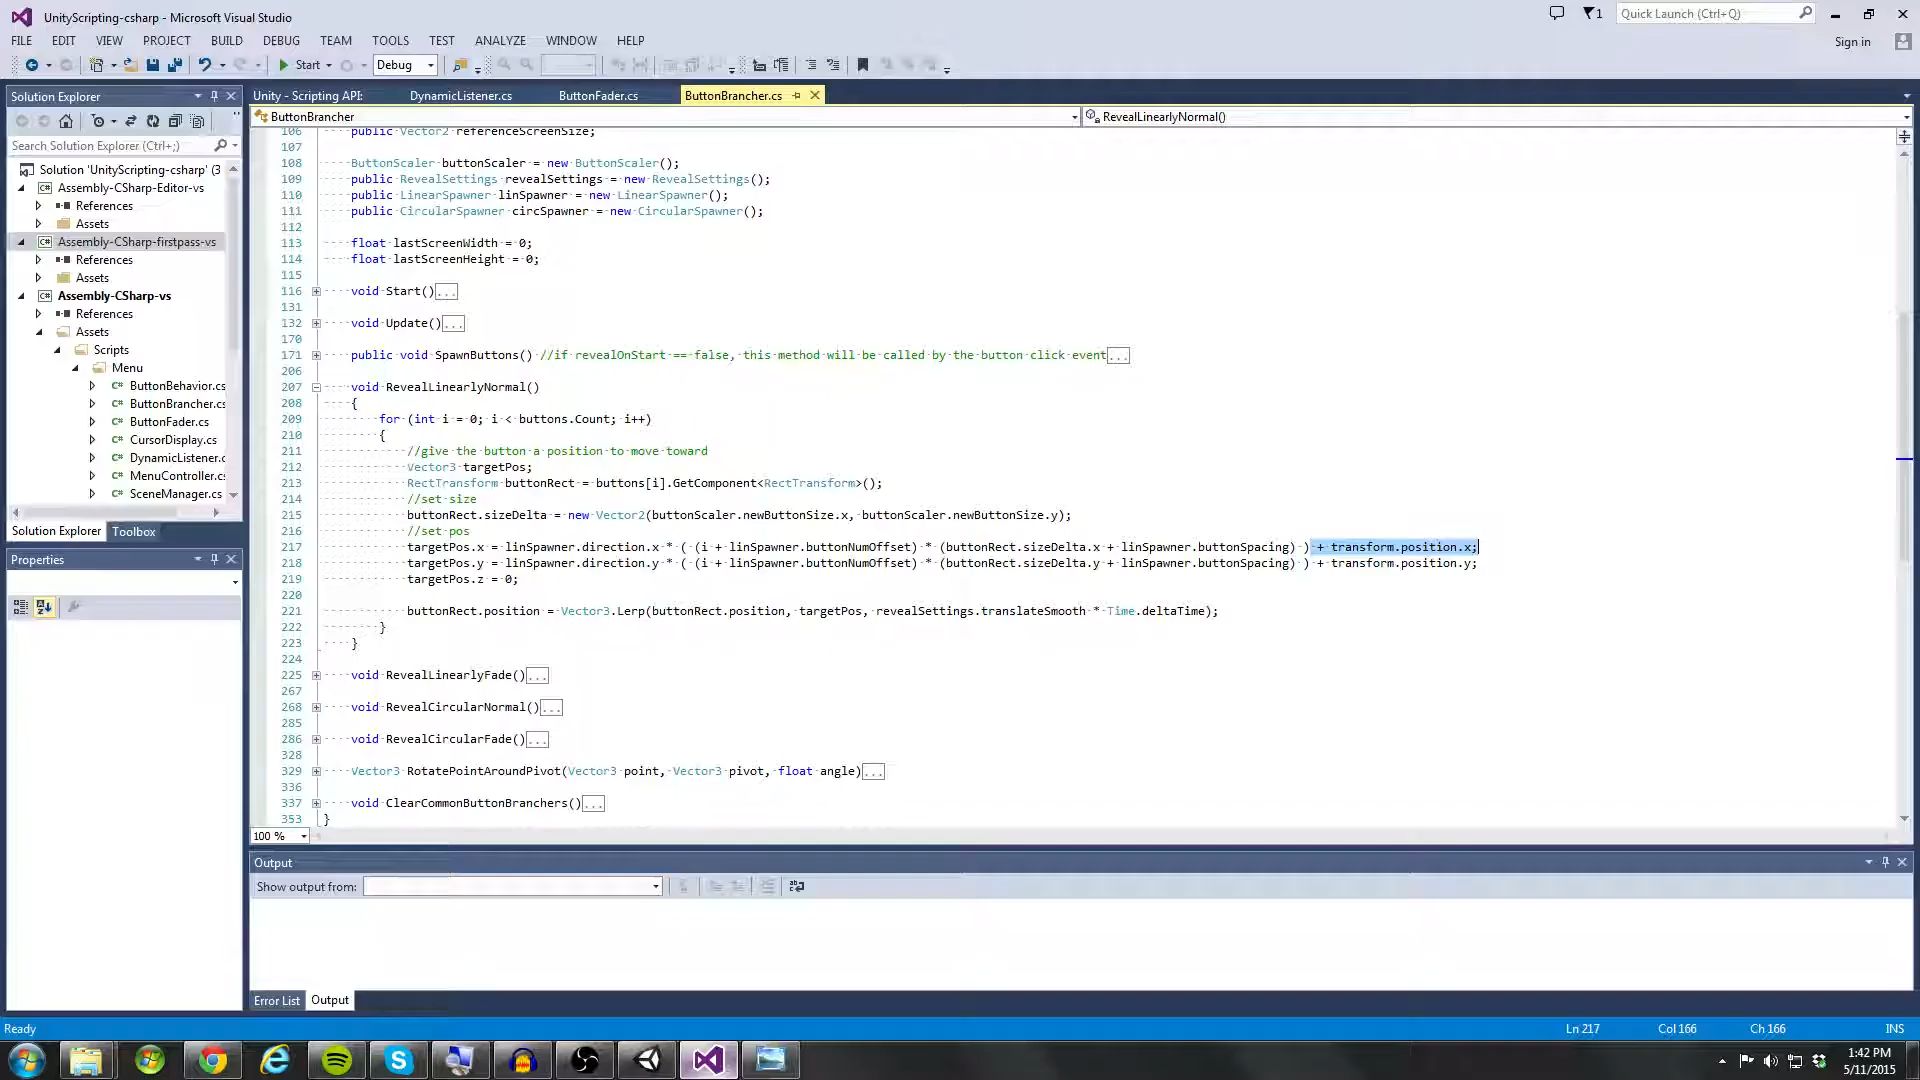 UnityScripting-csharp - Microsoft Visual Studio
Quick Launch (Ctrl+Q)
FILE EDIT VIEW PROJECT BUILD DEBUG TEAM TOOLS TEST ANALYZE WINDOW HELP
Sign in
Start Debug
Solution Explorer
Unity - Scripting API: DynamicListener.cs ButtonFader.cs ButtonBrancher.cs
ButtonBrancher
RevealLinearlyNormal()
Search Solution Explorer (Ctrl+;)
Solution 'UnityScripting-csharp' (3
Assembly-CSharp-Editor-vs
References
Assets
Assembly-CSharp-firstpass-vs
References
Assets
Assembly-CSharp-vs
References
Assets
Scripts
Menu
ButtonBehavior.cs
ButtonBrancher.cs
ButtonFader.cs
CursorDisplay.cs
DynamicListener.c
MenuController.cs
SceneManager.cs
Solution Explorer Toolbox
Properties
106 public Vector2 referenceScreenSize;
107
108 ButtonScaler buttonScaler = new ButtonScaler();
109 public RevealSettings revealSettings = new RevealSettings();
110 public LinearSpawner linSpawner = new LinearSpawner();
111 public CircularSpawner circSpawner = new CircularSpawner();
112
113 float lastScreenWidth = 0;
114 float lastScreenHeight = 0;
115
116 void Start()...
131
132 void Update()...
170
171 public void SpawnButtons() //if revealOnStart == false, this method will be called by the button click event...
206
207 void RevealLinearlyNormal()
208 {
209 for (int i = 0; i < buttons.Count; i++)
210 {
211 //give the button a position to move toward
212 Vector3 targetPos;
213 RectTransform buttonRect = buttons[i].GetComponent<RectTransform>();
214 //set size
215 buttonRect.sizeDelta = new Vector2(buttonScaler.newButtonSize.x, buttonScaler.newButtonSize.y);
216 //set pos
217 targetPos.x = linSpawner.direction.x * ( (i + linSpawner.buttonNumOffset) * (buttonRect.sizeDelta.x + linSpawner.buttonSpacing) ) + transform.position.x;
218 targetPos.y = linSpawner.direction.y * ( (i + linSpawner.buttonNumOffset) * (buttonRect.sizeDelta.y + linSpawner.buttonSpacing) ) + transform.position.y;
219 targetPos.z = 0;
220
221 buttonRect.position = Vector3.Lerp(buttonRect.position, targetPos, revealSettings.translateSmooth * Time.deltaTime);
222 }
223 }
224
225 void RevealLinearlyFade()...
267
268 void RevealCircularNormal()...
285
286 void RevealCircularFade()...
328
329 Vector3 RotatePointAroundPivot(Vector3 point, Vector3 pivot, float angle)...
336
337 void ClearCommonButtonBranchers()...
353 }
100 %
Output
Show output from:
Error List Output
Ready
Ln 217 Col 166 Ch 166 INS
1:42 PM
5/11/2015